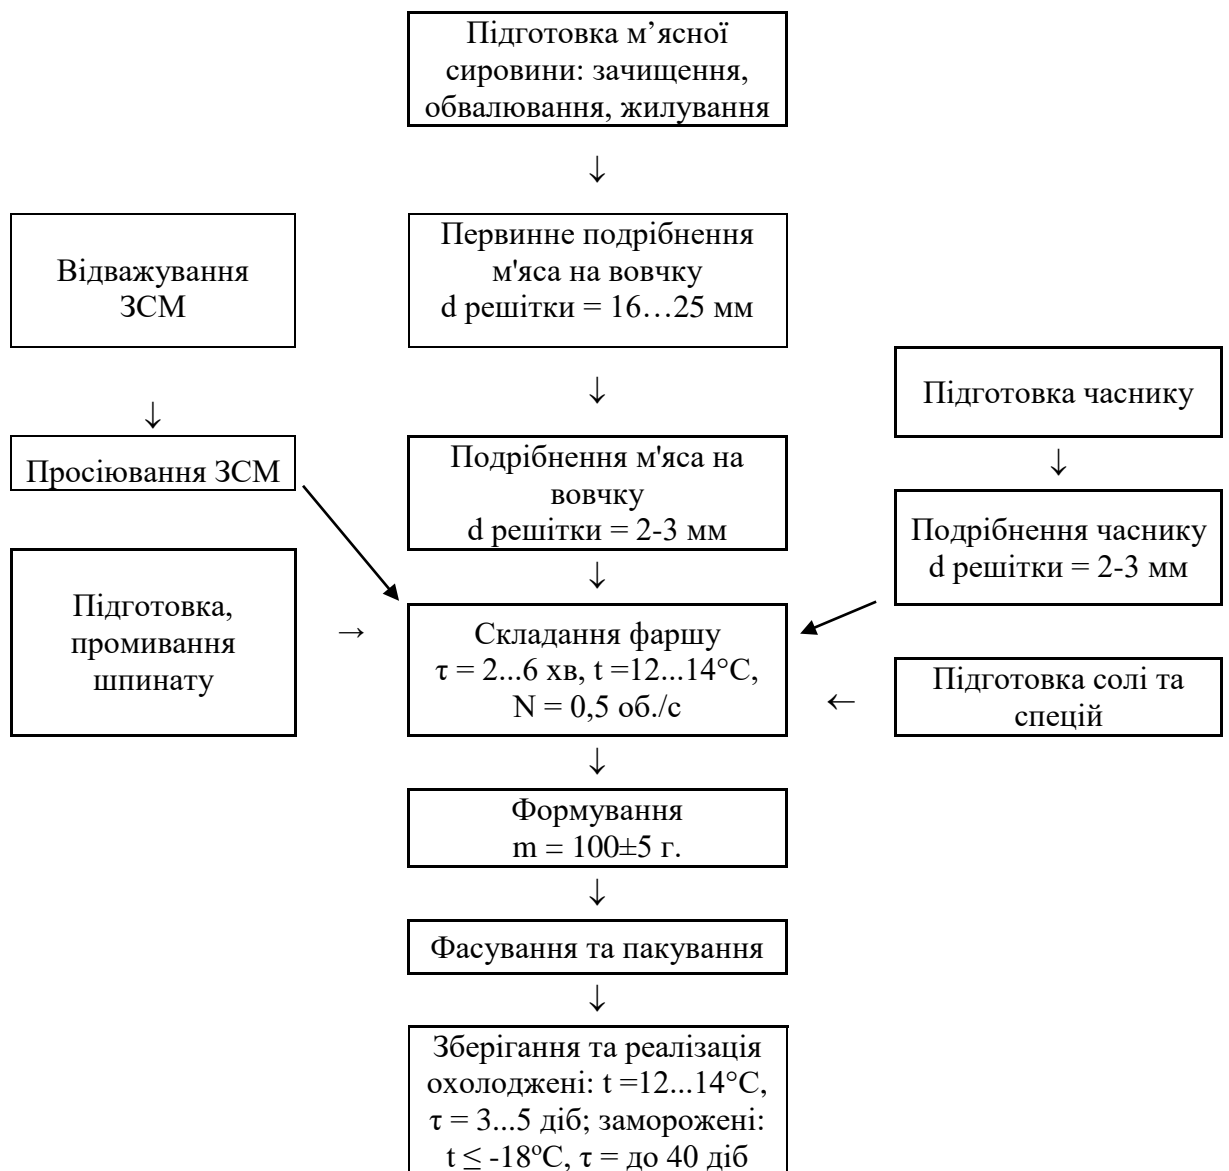 Підготовка м’ясної
сировини: зачищення,
обвалювання, жилування
↓
Відважування
ЗСМ
Первинне подрібнення
м'яса на вовчку
d решітки = 16…25 мм
↓
↓
Підготовка часнику
Просіювання ЗСМ
Подрібнення м'яса на
вовчку
d решітки = 2-3 мм
↓
↓
Подрібнення часнику
d решітки = 2-3 мм
Підготовка,
промивання
шпинату
→
Складання фаршу
τ = 2...6 хв, t =12...14°C,
N = 0,5 об./с
←
Підготовка солі та
спецій
↓
Формування
m = 100±5 г.
↓
Фасування та пакування
↓
Зберігання та реалізація
охолоджені: t =12...14°C,
τ = 3...5 діб; заморожені:
t ≤ -18ºC, τ = до 40 діб